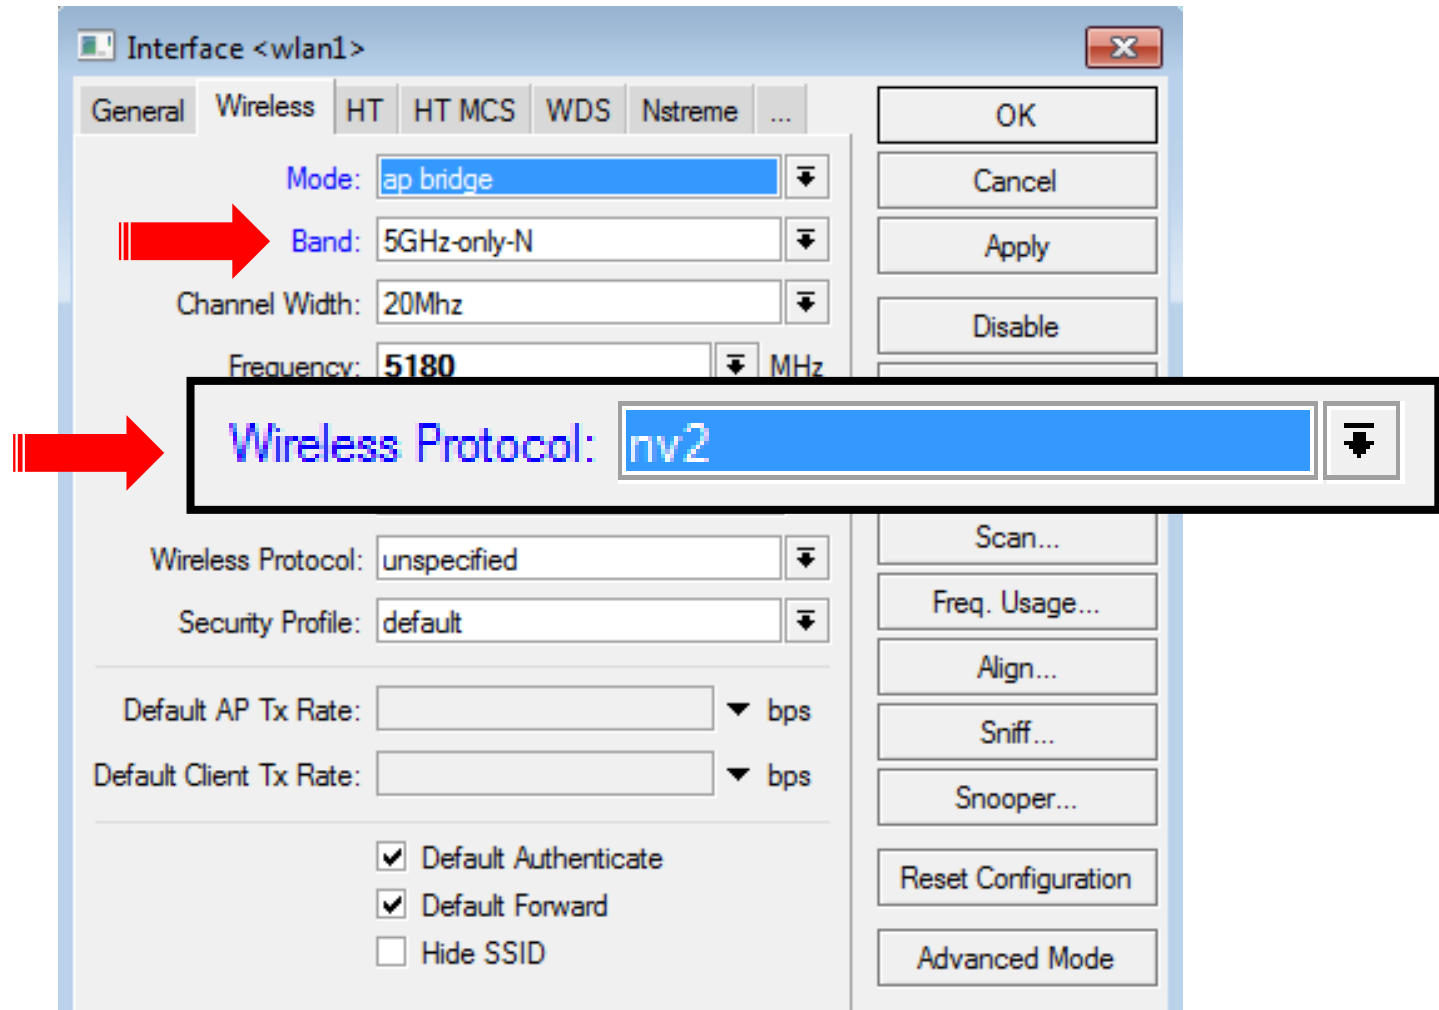 Interface <wlan1>
General Wireless HT HT MCS WDS Nstreme ...
OK
Mode: ap bridge
Cancel
Band: 5GHz-only-N
Apply
Channel Width: 20Mhz
Disable
Frequency: 5180 MHz
Wireless Protocol: nv2
Scan...
Wireless Protocol: unspecified
Freq. Usage...
Security Profile: default
Align...
Default AP Tx Rate: bps
Sniff...
Default Client Tx Rate: bps
Snooper...
Default Authenticate
Reset Configuration
Default Forward
Hide SSID
Advanced Mode